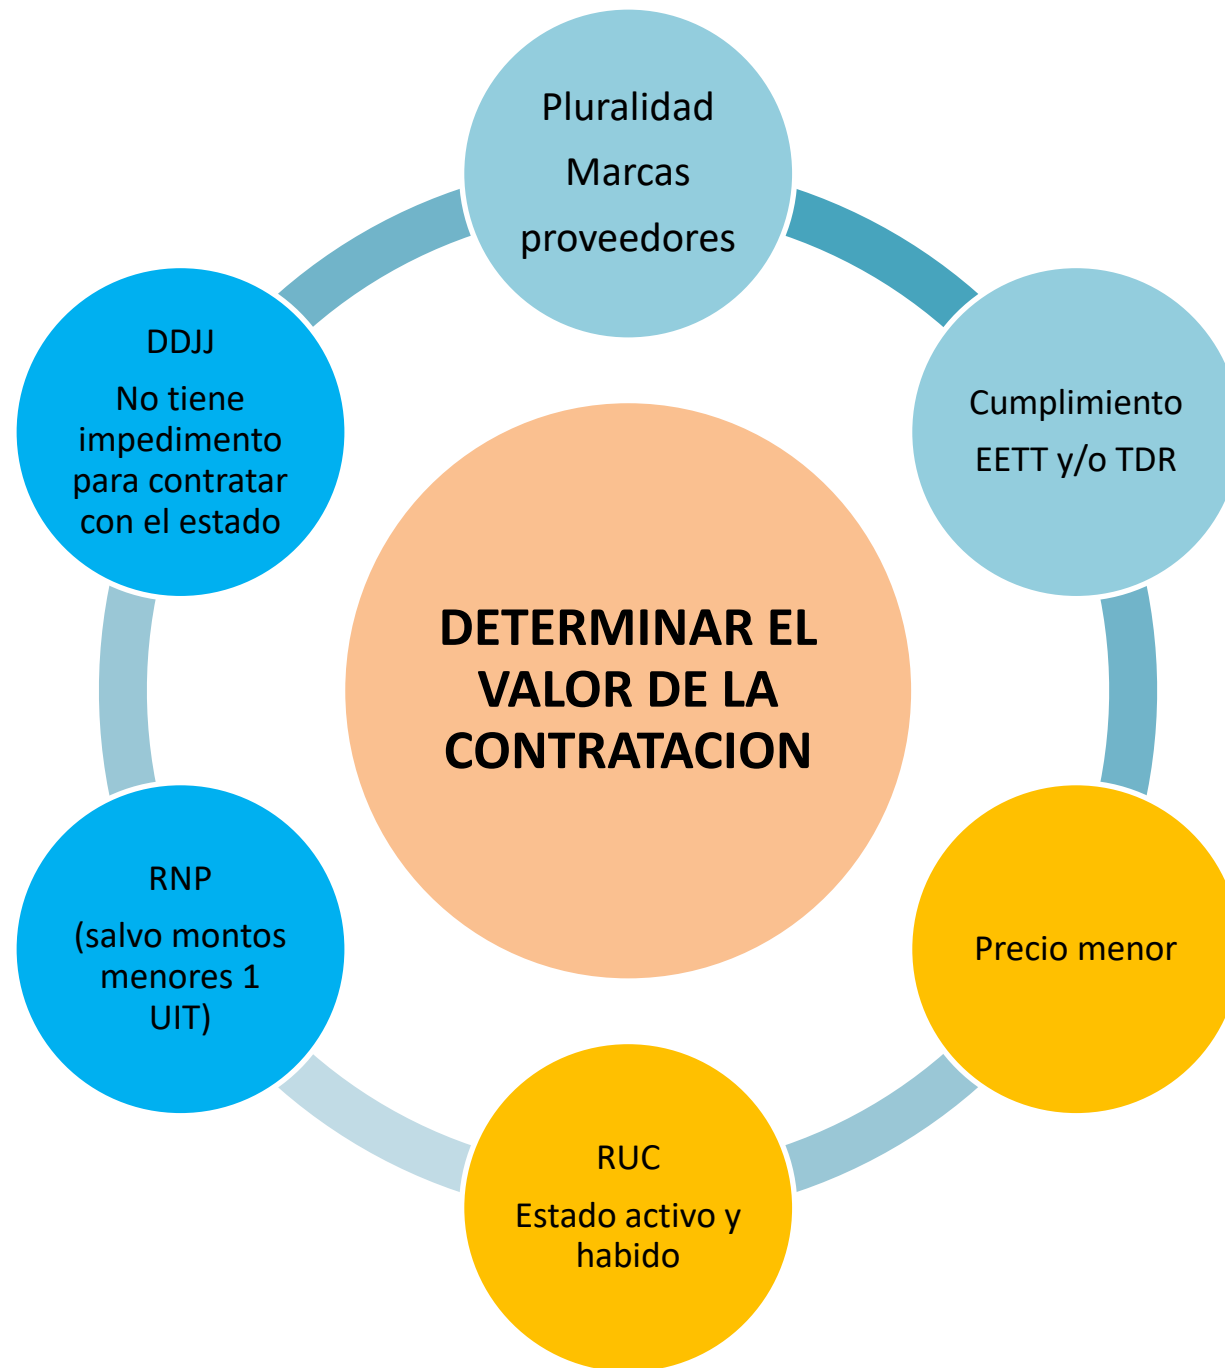 Pluralidad
Marcas
proveedores
Cumplimiento
EETT y/o TDR
Precio menor
RUC
Estado activo y
habido
RNP
(salvo montos
menores 1
UIT)
DDJJ
No tiene
impedimento
para contratar
con el estado
DETERMINAR EL
VALOR DE LA
CONTRATACION